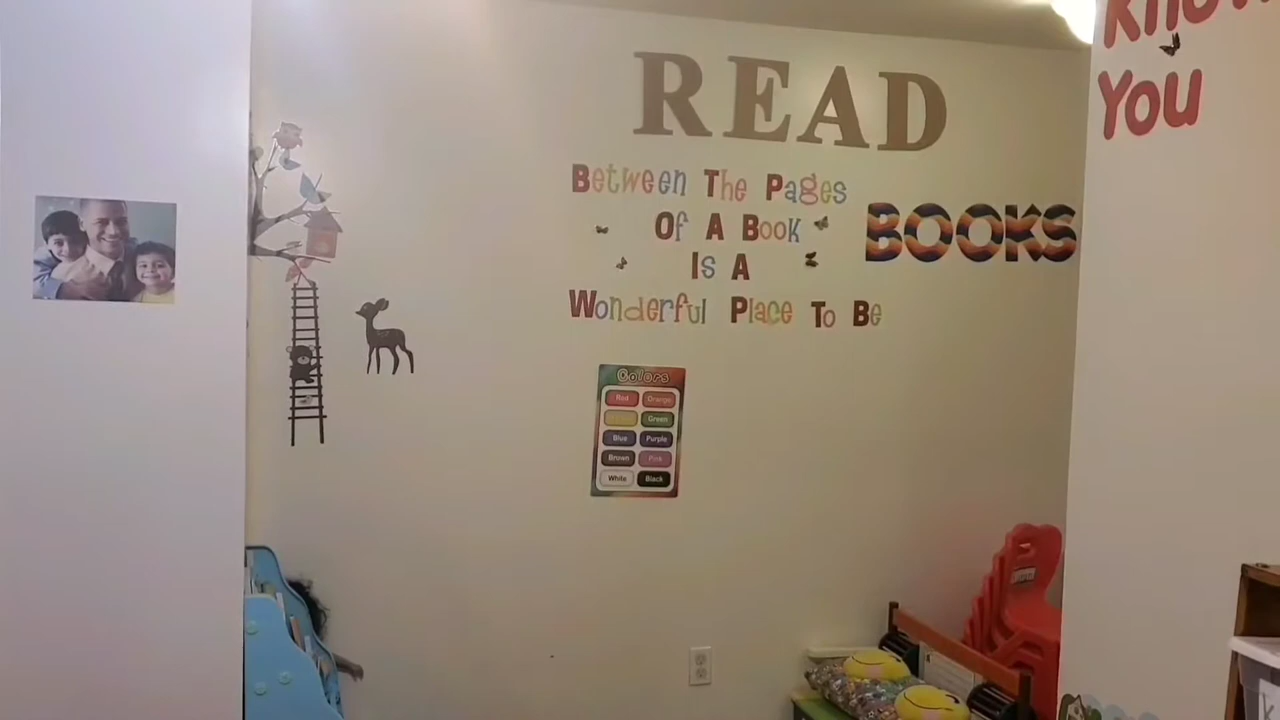 READ
Between The Pages
Of A Book
Is A
Wonderful Place To Be
BOOKS
Know
You
Colors
Red Orange
Green
Blue Purple
Brown Pink
White Black